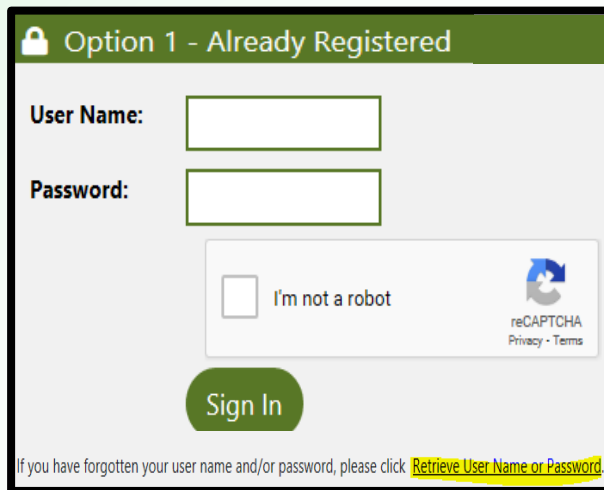 Option 1 - Already Registered
User Name:
Password:
I'm not a robot
reCAPTCHA
Privacy - Terms
Sign In
If you have forgotten your user name and/or password, please click Retrieve User Name or Password.